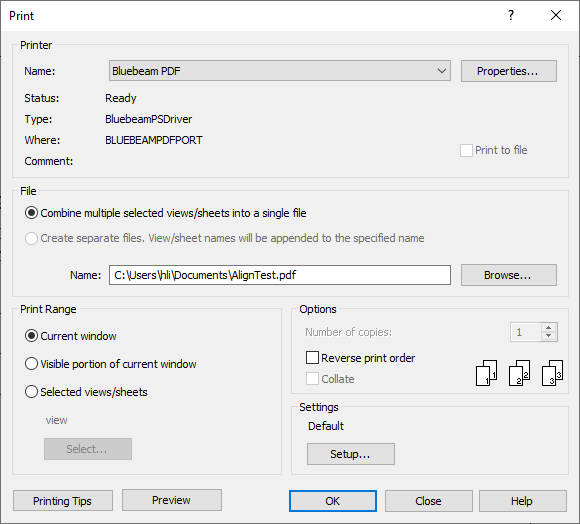 Print
?
Printer
Name: Bluebeam PDF Properties...
Status: Ready
Type: BluebeamPSDriver
Where: BLUEBEAMPDFPORT
Comment:
Print to file
File
Combine multiple selected views/sheets into a single file
Create separate files. View/sheet names will be appended to the specified name
Name: C:\Users\hli\Documents\AlignTest.pdf Browse...
Print Range
Current window
Visible portion of current window
Selected views/sheets
view
Select...
Options
Number of copies: 1
Reverse print order
Collate
1 1 2 2 3 3
Settings
Default
Setup...
Printing Tips Preview OK Close Help